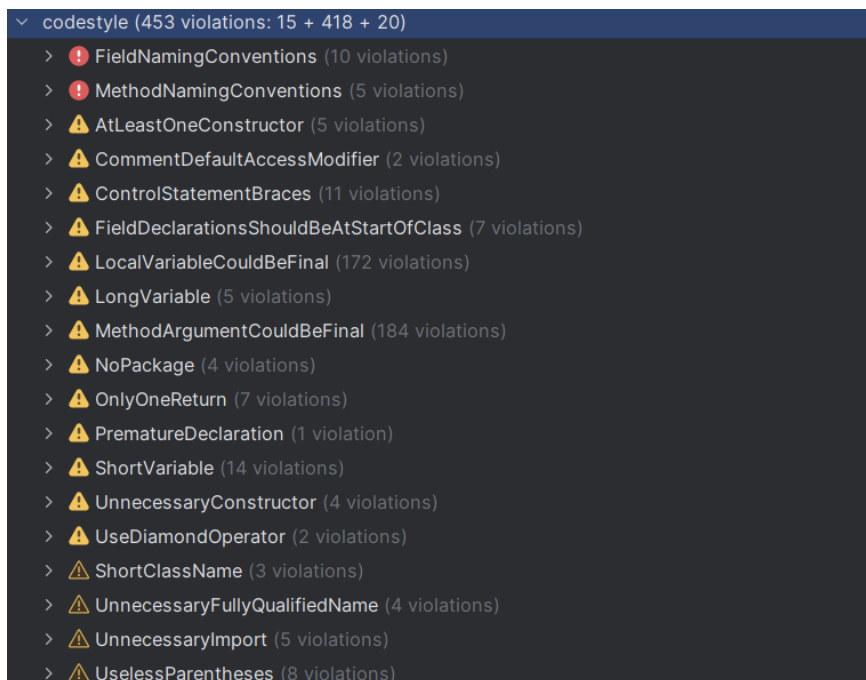 codestyle (453 violations: 15 + 418 + 20)
FieldNamingConventions (10 violations)
MethodNamingConventions (5 violations)
AtLeastOneConstructor (5 violations)
CommentDefaultAccessModifier (2 violations)
ControlStatementBraces (11 violations)
FieldDeclarationsShouldBeAtStartOfClass (7 violations)
LocalVariableCouldBeFinal (172 violations)
LongVariable (5 violations)
MethodArgumentCouldBeFinal (184 violations)
NoPackage (4 violations)
OnlyOneReturn (7 violations)
PrematureDeclaration (1 violation)
ShortVariable (14 violations)
UnnecessaryConstructor (4 violations)
UseDiamondOperator (2 violations)
ShortClassName (3 violations)
UnnecessaryFullyQualifiedName (4 violations)
UnnecessaryImport (5 violations)
UselessParentheses (8 violations)